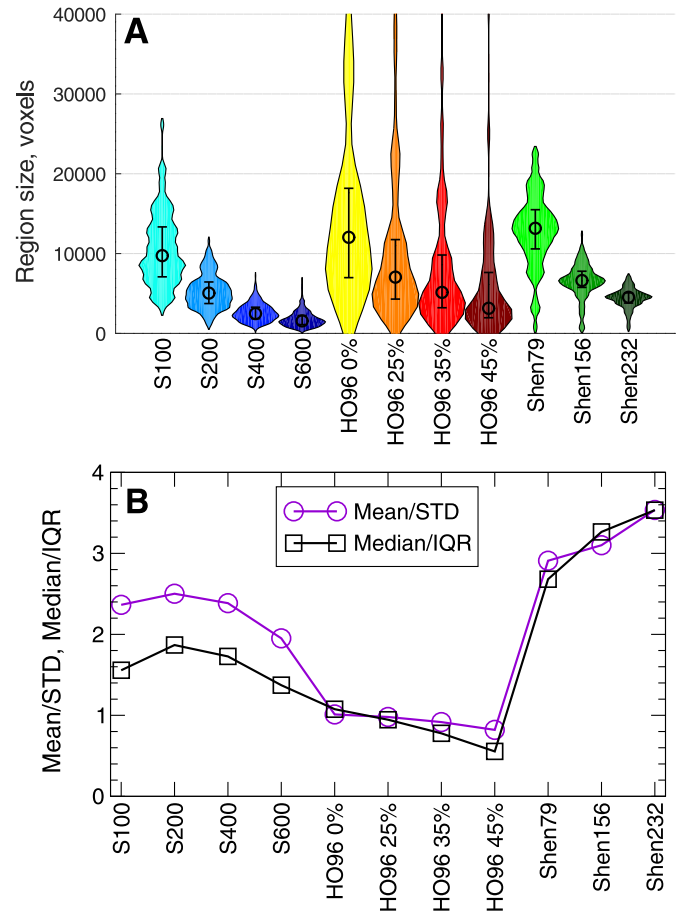 A
40000
30000
20000
10000
0
Region size, voxels
S100
S200
S400
S600
HO96 0%
HO96 25%
HO96 35%
HO96 45%
Shen79
Shen156
Shen232
B
4
3
2
1
0
Mean/STD, Median/IQR
Mean/STD
Median/IQR
S100
S200
S400
S600
HO96 0%
HO96 25%
HO96 35%
HO96 45%
Shen79
Shen156
Shen232